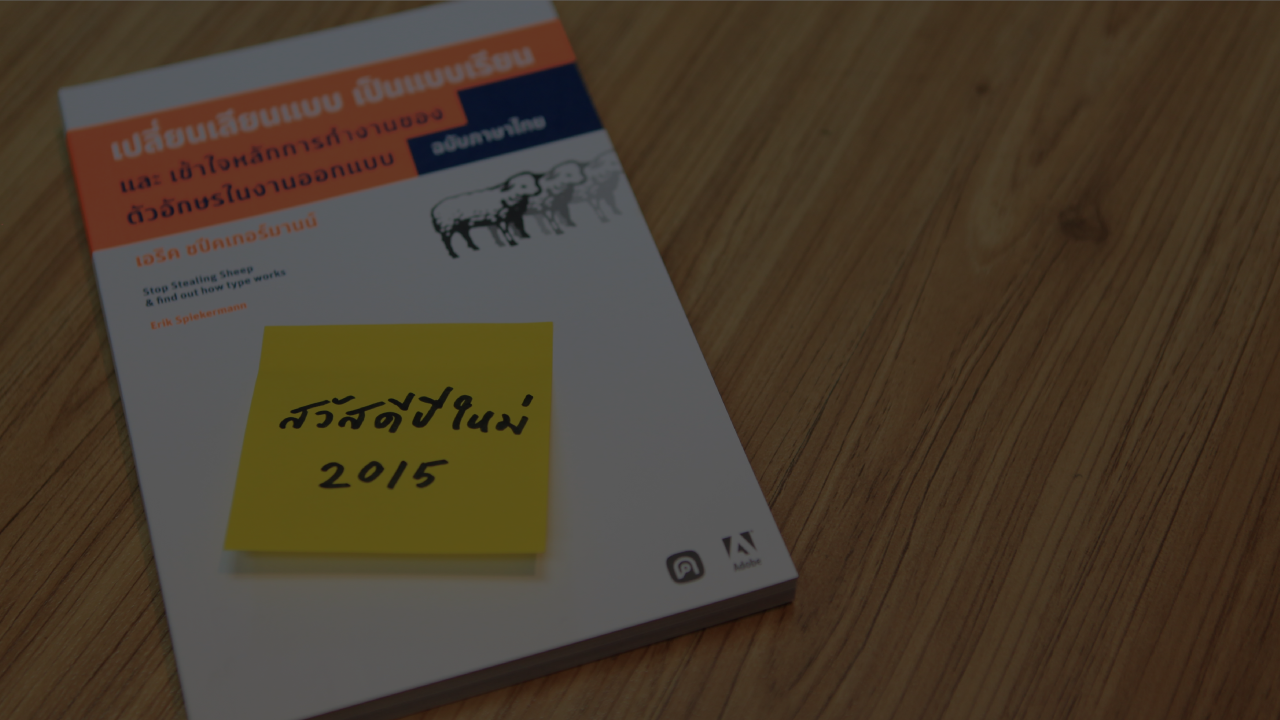 เปลี่ยนเลียนแบบ เป็นแบบเรียน
และ เข้าใจหลักการทำงานของ
ตัวอักษรในงานออกแบบ
ฉบับภาษาไทย
เอริค ชปีคเกอร์มานน์
Stop Stealing Sheep
& find out how type works
Erik Spiekermann
สวัสดีปีใหม่
2015
Adobe